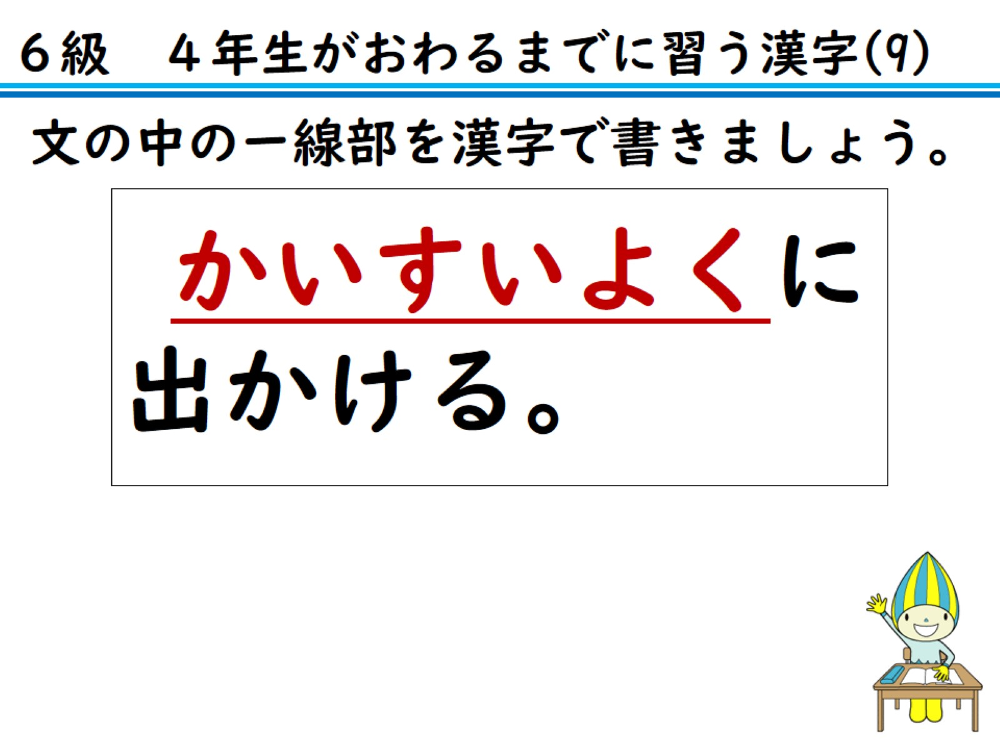 ６級　４年生がおわるまでに習う漢字(9)
文の中の―線部を漢字で書きましょう。
かいすいよくに
出かける。